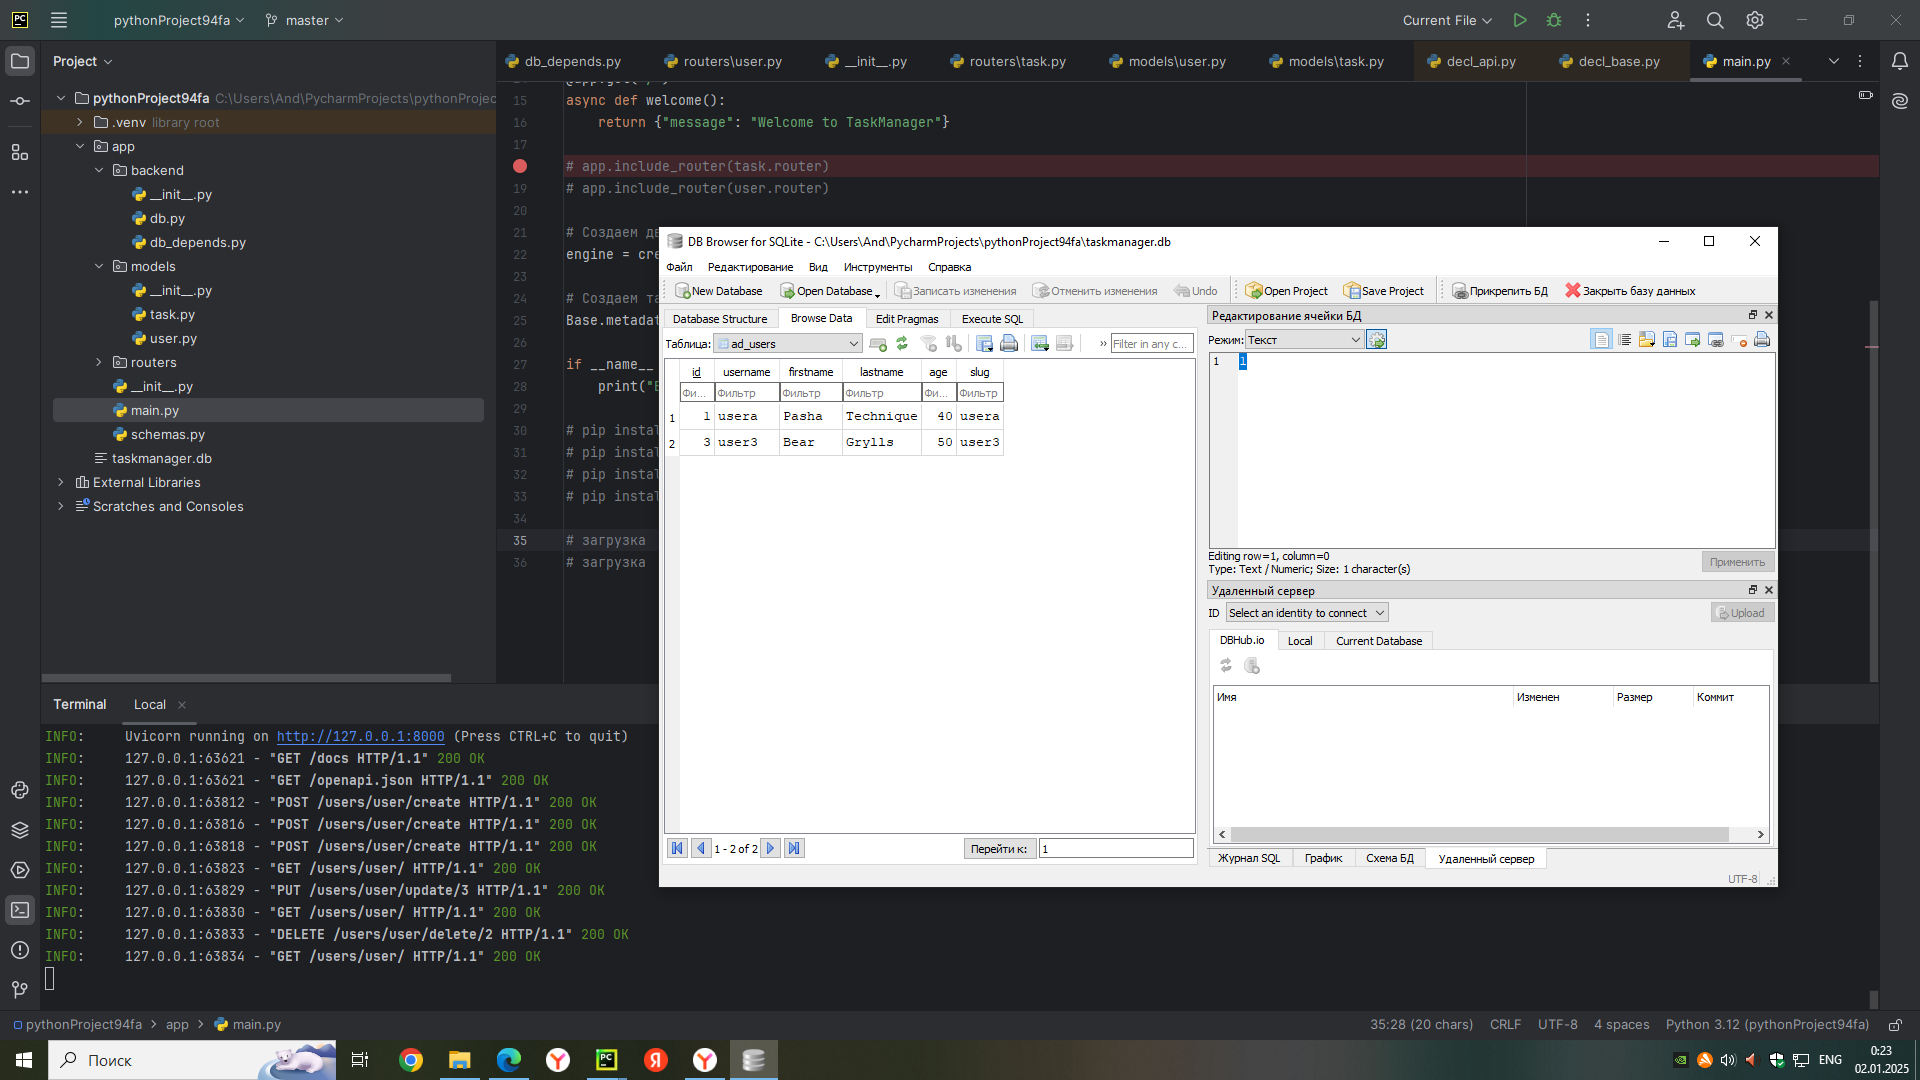 pythonProject94fa
master
Current File
Project
db_depends.py
routers\user.py
__init__.py
routers\task.py
models\user.py
models\task.py
decl_api.py
decl_base.py
main.py
pythonProject94fa C:\Users\And\PycharmProjects\pythonProjec
.venv library root
app
backend
__init__.py
db.py
db_depends.py
models
__init__.py
task.py
user.py
routers
__init__.py
main.py
schemas.py
taskmanager.db
External Libraries
Scratches and Consoles
15 async def welcome():
16 return {"message": "Welcome to TaskManager"}
17
# app.include_router(task.router)
19 # app.include_router(user.router)
20
21 # Создаем дв
22 engine = cre
23
24 # Создаем та
25 Base.metadat
26
27 if __name__
28 print("Б
29
30 # pip instal
31 # pip instal
32 # pip instal
33 # pip instal
34
35 # загрузка
36 # загрузка
DB Browser for SQLite - C:\Users\And\PycharmProjects\pythonProject94fa\taskmanager.db
Файл Редактирование Вид Инструменты Справка
New Database Open Database Записать изменения Отменить изменения Undo Open Project Save Project Прикрепить БД Закрыть базу данных
Database Structure Browse Data Edit Pragmas Execute SQL
Таблица: ad_users
Filter in any c...
id username firstname lastname age slug
Фи... Фильтр Фильтр Фильтр Фи... Фильтр
1 1 usera Pasha Technique 40 usera
2 3 user3 Bear Grylls 50 user3
1 - 2 of 2
Перейти к: 1
Редактирование ячейки БД
Режим: Текст
1 1
Editing row=1, column=0
Type: Text / Numeric; Size: 1 character(s)
Применить
Удаленный сервер
ID Select an identity to connect
Upload
DBHub.io Local Current Database
Имя Изменен Размер Коммит
Журнал SQL График Схема БД Удаленный сервер
UTF-8
Terminal Local
INFO: Uvicorn running on http://127.0.0.1:8000 (Press CTRL+C to quit)
INFO: 127.0.0.1:63621 - "GET /docs HTTP/1.1" 200 OK
INFO: 127.0.0.1:63621 - "GET /openapi.json HTTP/1.1" 200 OK
INFO: 127.0.0.1:63812 - "POST /users/user/create HTTP/1.1" 200 OK
INFO: 127.0.0.1:63816 - "POST /users/user/create HTTP/1.1" 200 OK
INFO: 127.0.0.1:63818 - "POST /users/user/create HTTP/1.1" 200 OK
INFO: 127.0.0.1:63823 - "GET /users/user/ HTTP/1.1" 200 OK
INFO: 127.0.0.1:63829 - "PUT /users/user/update/3 HTTP/1.1" 200 OK
INFO: 127.0.0.1:63830 - "GET /users/user/ HTTP/1.1" 200 OK
INFO: 127.0.0.1:63833 - "DELETE /users/user/delete/2 HTTP/1.1" 200 OK
INFO: 127.0.0.1:63834 - "GET /users/user/ HTTP/1.1" 200 OK
pythonProject94fa > app > main.py
35:28 (20 chars) CRLF UTF-8 4 spaces Python 3.12 (pythonProject94fa)
Поиск
ENG
0:23
02.01.2025